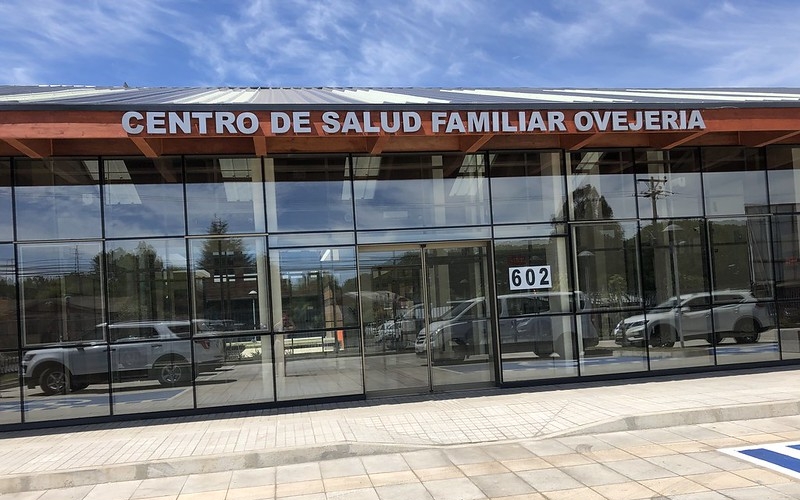 CENTRO DE SALUD FAMILIAR OVEJERIA
602